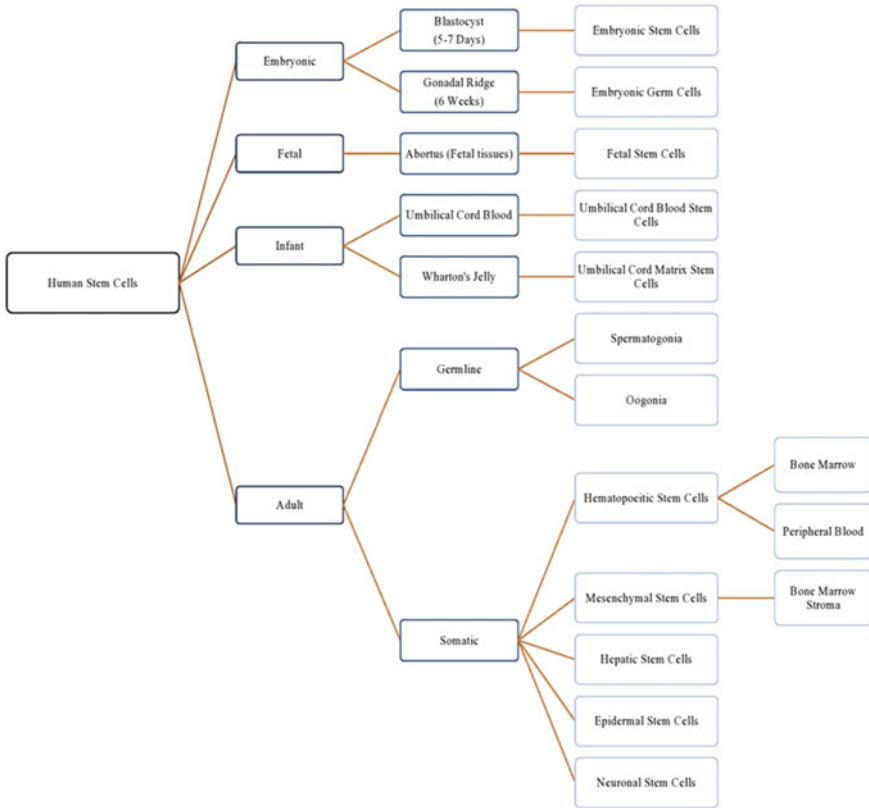 Human Stem Cells
Embryonic
Blastocyst
(5-7 Days)
Embryonic Stem Cells
Gonadal Ridge
(6 Weeks)
Embryonic Germ Cells
Fetal
Abortus (Fetal tissues)
Fetal Stem Cells
Infant
Umbilical Cord Blood
Umbilical Cord Blood Stem
Cells
Wharton's Jelly
Umbilical Cord Matrix Stem
Cells
Adult
Germline
Spermatogonia
Oogonia
Somatic
Hematopoeitic Stem Cells
Bone Marrow
Peripheral Blood
Mesenchymal Stem Cells
Bone Marrow
Stroma
Hepatic Stem Cells
Epidermal Stem Cells
Neuronal Stem Cells